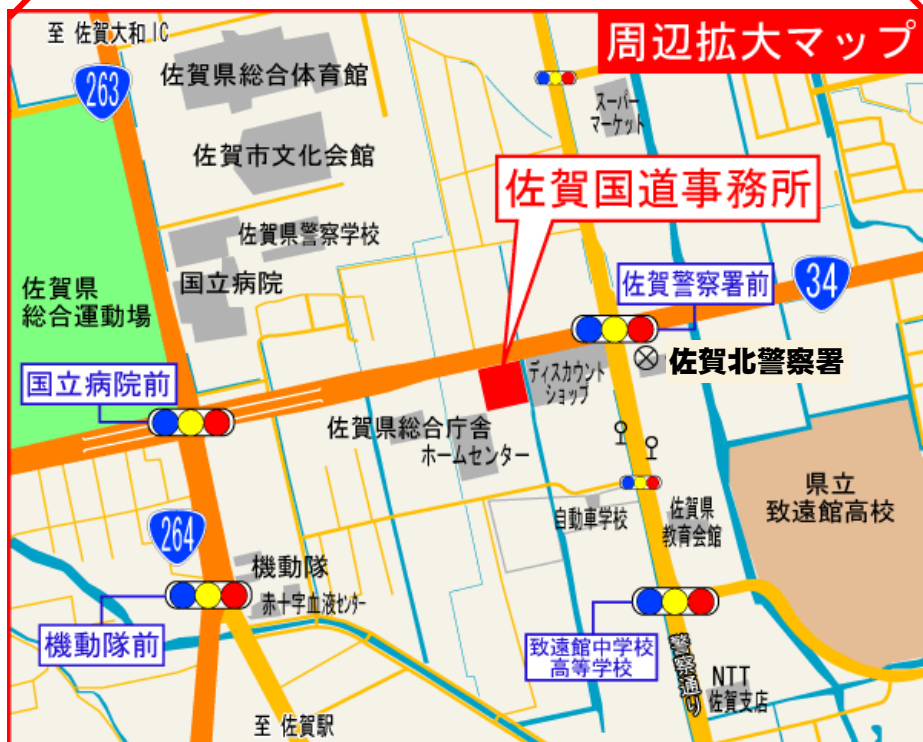 至 佐賀大和IC
周辺拡大マップ
263
佐賀県総合体育館
スーパー
マーケット
佐賀市文化会館
佐賀国道事務所
佐賀県警察学校
国立病院
佐賀県
総合運動場
佐賀警察署前
34
佐賀北警察署
国立病院前
ディスカウント
ショップ
佐賀県総合庁舎
ホームセンター
県立
致遠館高校
264
自動車学校
佐賀県
教育会館
機動隊
赤十字血液センター
機動隊前
致遠館中学校
高等学校
警察通り
NTT
佐賀支店
至 佐賀駅